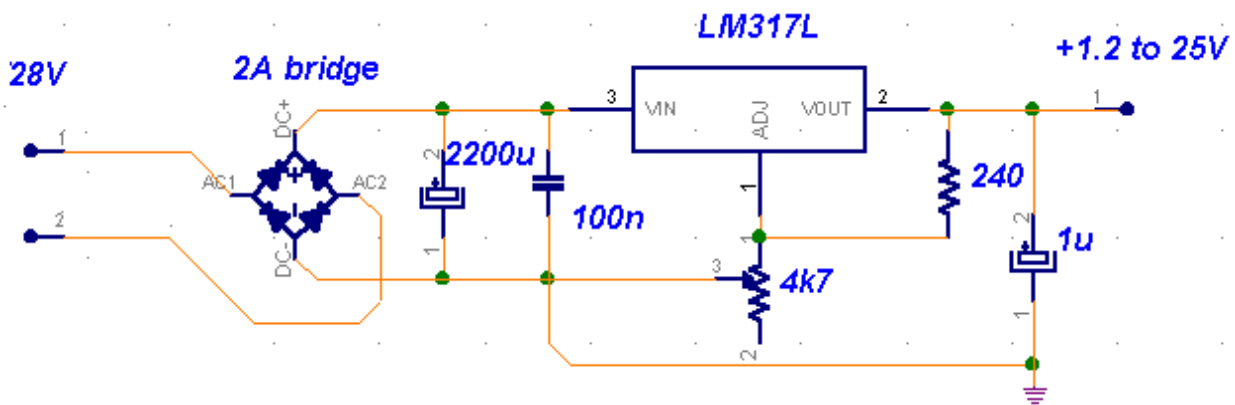 LM317L
+1.2 to 25V
28V
2A bridge
DC+
3
VIN
ADJ
VOUT
2
1
1
2
2200u
AC1
AC2
1
240
100n
2
2
1u
DC-
1
1
3
4k7
1
2